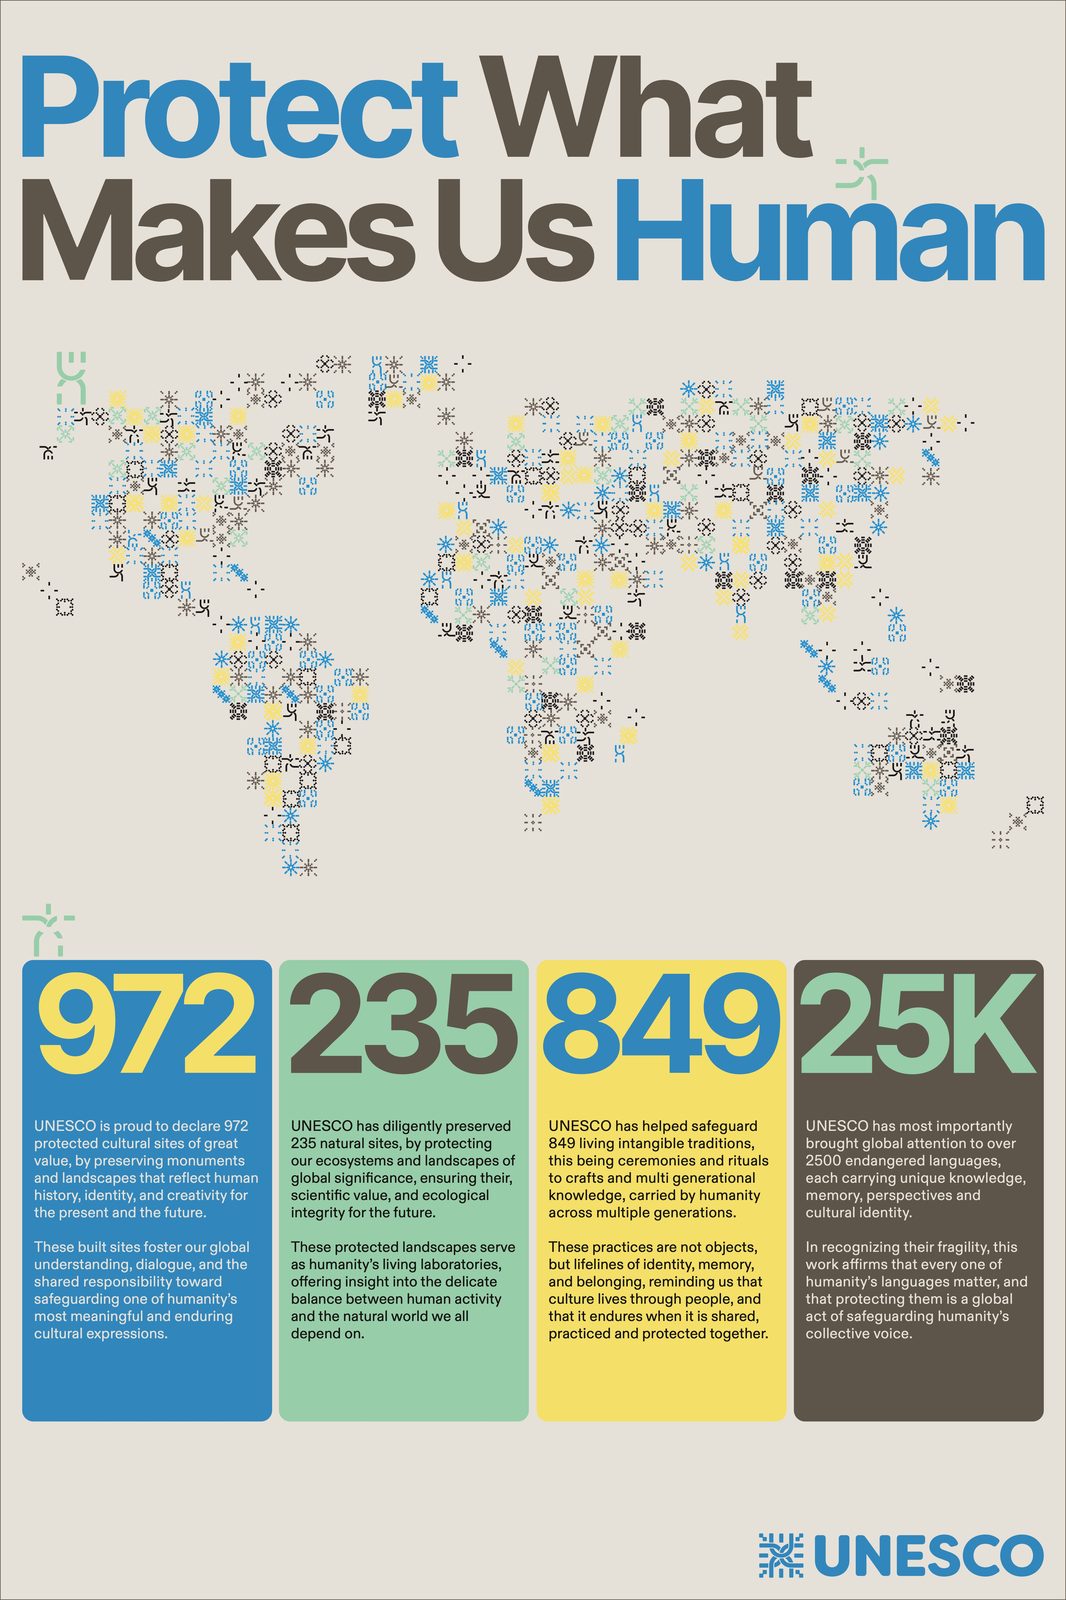 Protect What
Makes Us Human
972
UNESCO is proud to declare 972
protected cultural sites of great
value, by preserving monuments
and landscapes that reflect human
history, identity, and creativity for
the present and the future.
These built sites foster our global
understanding, dialogue, and the
shared responsibility toward
safeguarding one of humanity’s
most meaningful and enduring
cultural expressions.
235
UNESCO has diligently preserved
235 natural sites, by protecting
our ecosystems and landscapes of
global significance, ensuring their,
scientific value, and ecological
integrity for the future.
These protected landscapes serve
as humanity’s living laboratories,
offering insight into the delicate
balance between human activity
and the natural world we all
depend on.
849
UNESCO has helped safeguard
849 living intangible traditions,
this being ceremonies and rituals
to crafts and multi generational
knowledge, carried by humanity
across multiple generations.
These practices are not objects,
but lifelines of identity, memory,
and belonging, reminding us that
culture lives through people, and
that it endures when it is shared,
practiced and protected together.
25K
UNESCO has most importantly
brought global attention to over
2500 endangered languages,
each carrying unique knowledge,
memory, perspectives and
cultural identity.
In recognizing their fragility, this
work affirms that every one of
humanity’s languages matter, and
that protecting them is a global
act of safeguarding humanity’s
collective voice.
UNESCO